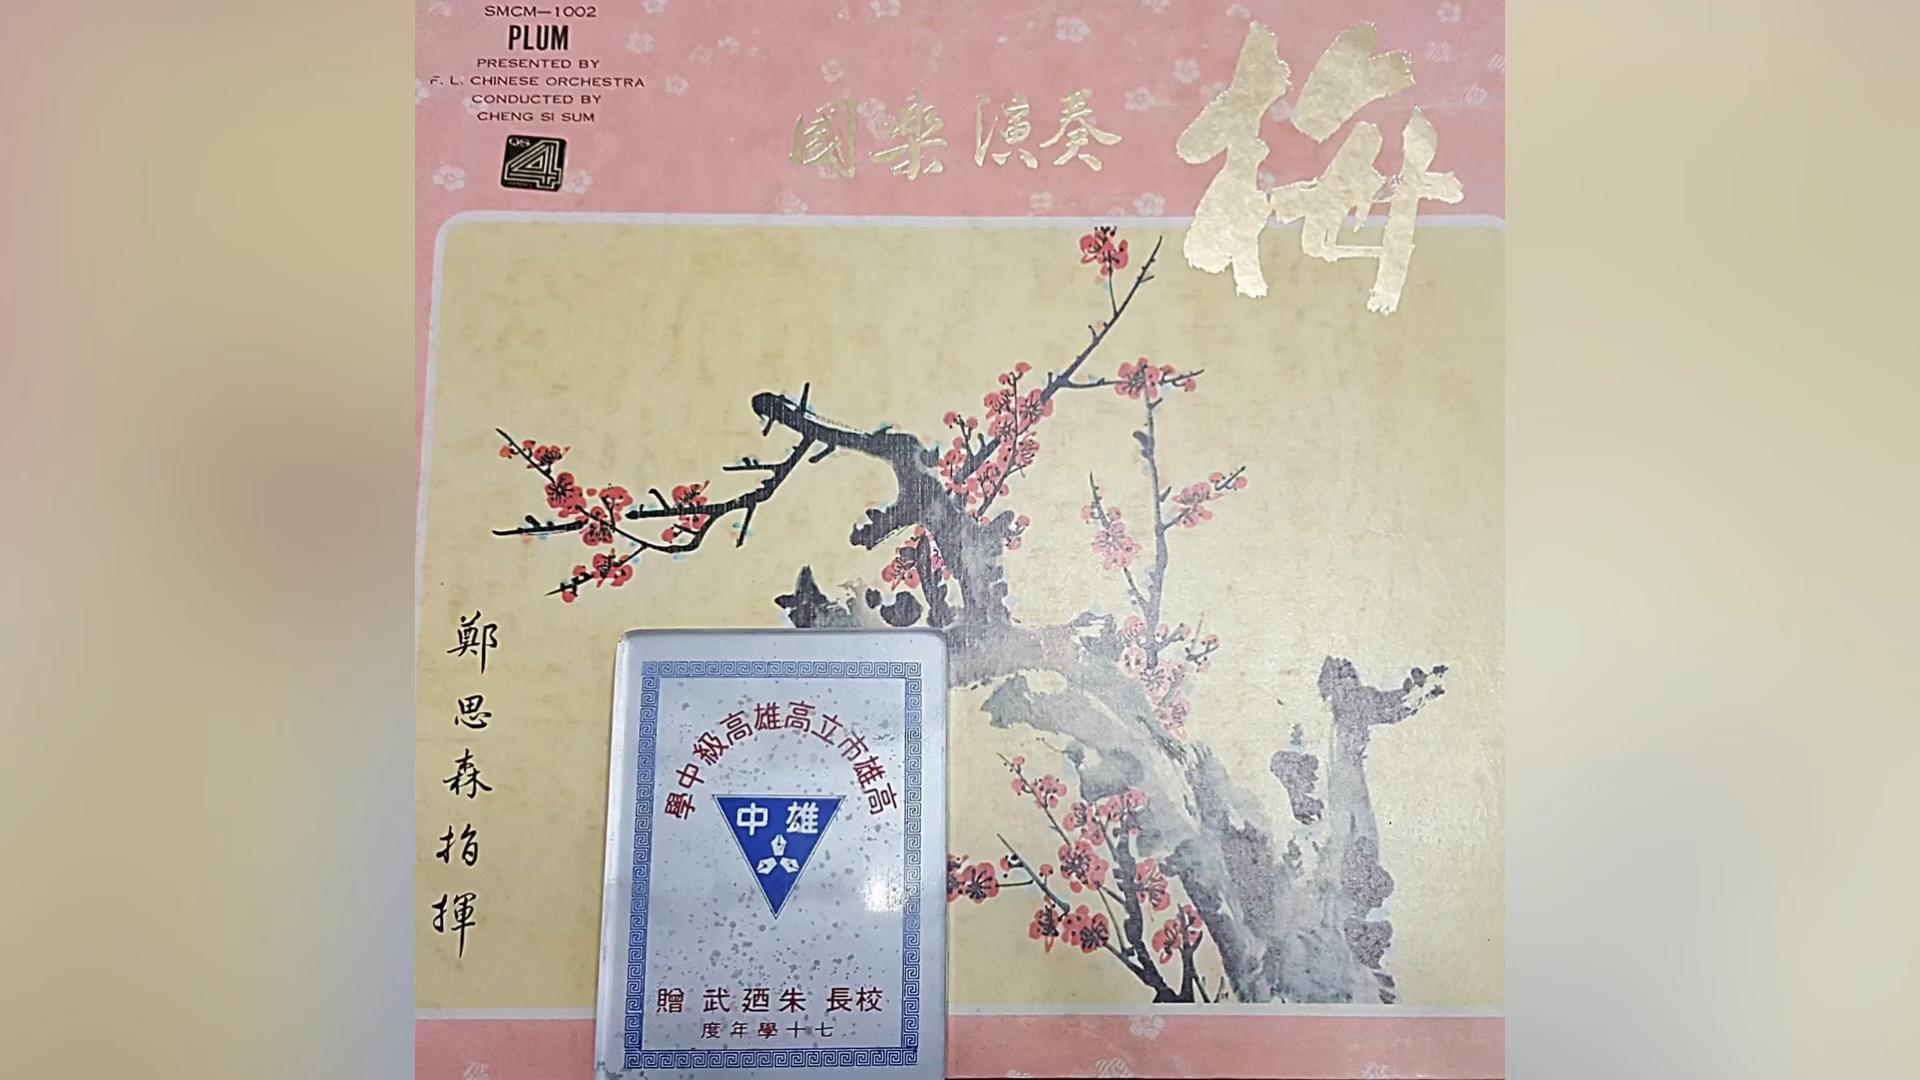 SMCM—1002
PLUM
PRESENTED BY
F. L. CHINESE ORCHESTRA
CONDUCTED BY
CHENG SI SUM
QS
4
國樂演奏
梅
鄭思森指揮
學中級高雄高立市雄高
中雄
贈 武廼朱 長校
度年學十七